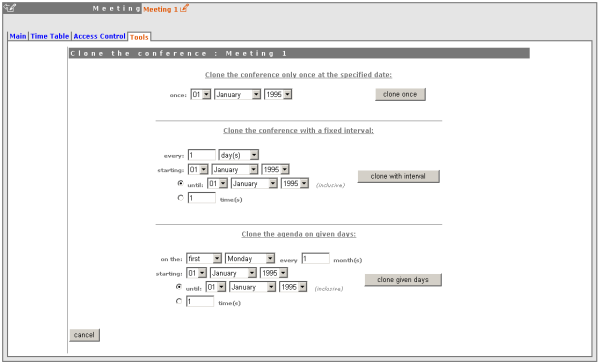 Meeting Meeting 1
Main Time Table Access Control Tools
Clone the conference : Meeting 1
Clone the conference only once at the specified date:
once: 01 January 1995 clone once
Clone the conference with a fixed interval:
every: 1 day(s)
starting: 01 January 1995
until: 01 January 1995 (inclusive) clone with interval
1 time(s)
Clone the agenda on given days:
on the: first Monday every 1 month(s)
starting: 01 January 1995
until: 01 January 1995 (inclusive) clone given days
1 time(s)
cancel